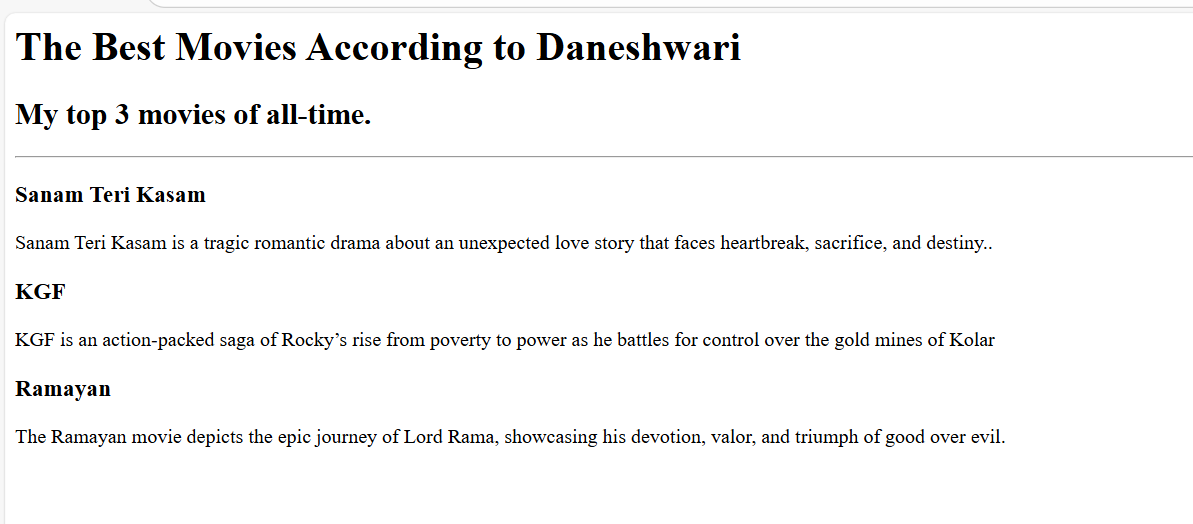 The Best Movies According to Daneshwari
My top 3 movies of all-time.
Sanam Teri Kasam
Sanam Teri Kasam is a tragic romantic drama about an unexpected love story that faces heartbreak, sacrifice, and destiny..
KGF
KGF is an action-packed saga of Rocky’s rise from poverty to power as he battles for control over the gold mines of Kolar
Ramayan
The Ramayan movie depicts the epic journey of Lord Rama, showcasing his devotion, valor, and triumph of good over evil.